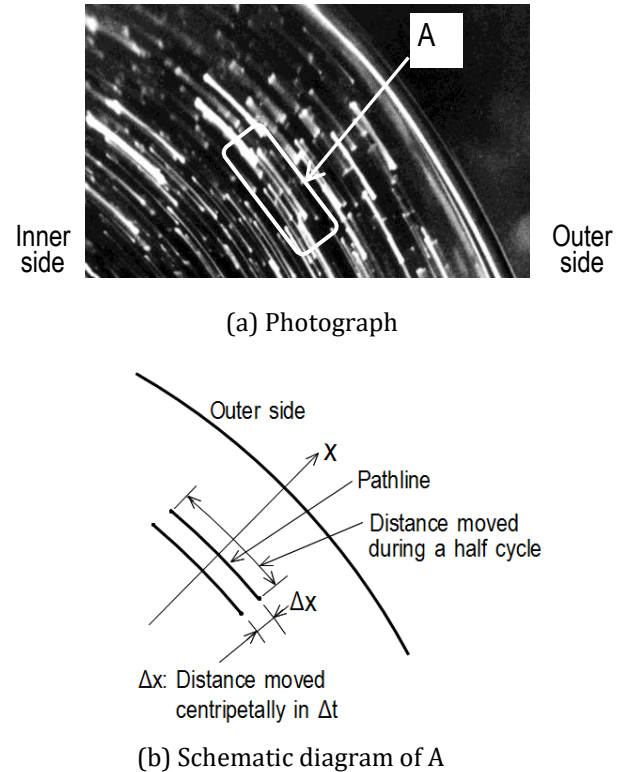 A
Inner
side
Outer
side
(a) Photograph
Outer side
X
Pathline
Distance moved
during a half cycle
Δx
Δx: Distance moved
centripetally in Δt
(b) Schematic diagram of A